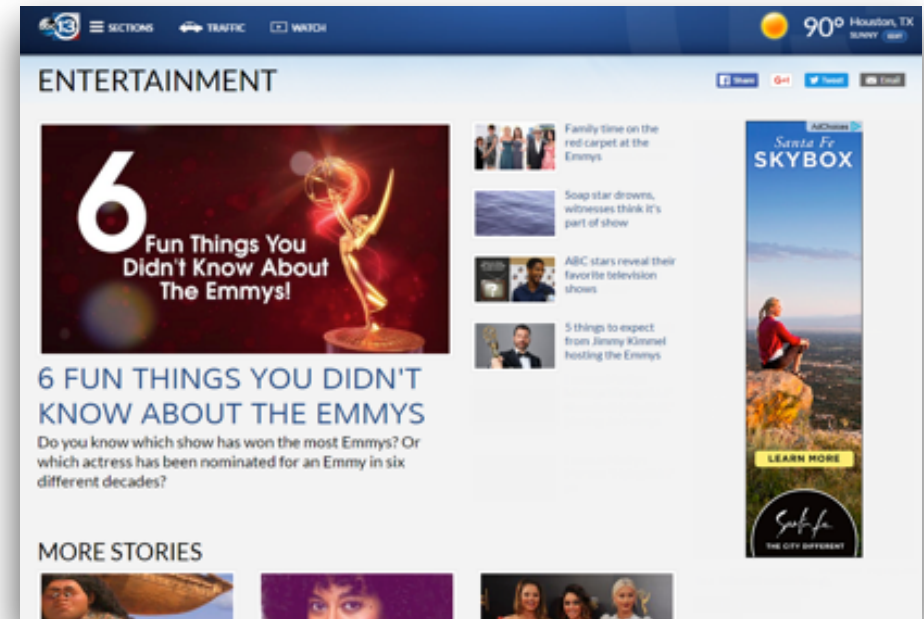 13
SECTIONS
TRAFFIC
WATCH
90° Houston, TX
SUNNY EDIT
ENTERTAINMENT
Share
G+1
Tweet
Email
6
Fun Things You
Didn't Know About
The Emmys!
6 FUN THINGS YOU DIDN'T
KNOW ABOUT THE EMMYS
Do you know which show has won the most Emmys? Or
which actress has been nominated for an Emmy in six
different decades?
Family time on the
red carpet at the
Emmys
Soap star drowns,
witnesses think it's
part of show
ABC stars reveal their
favorite television
shows
5 things to expect
from Jimmy Kimmel
hosting the Emmys
AdChoices
Santa Fe
SKYBOX
LEARN MORE
Santa Fe
THE CITY DIFFERENT
MORE STORIES